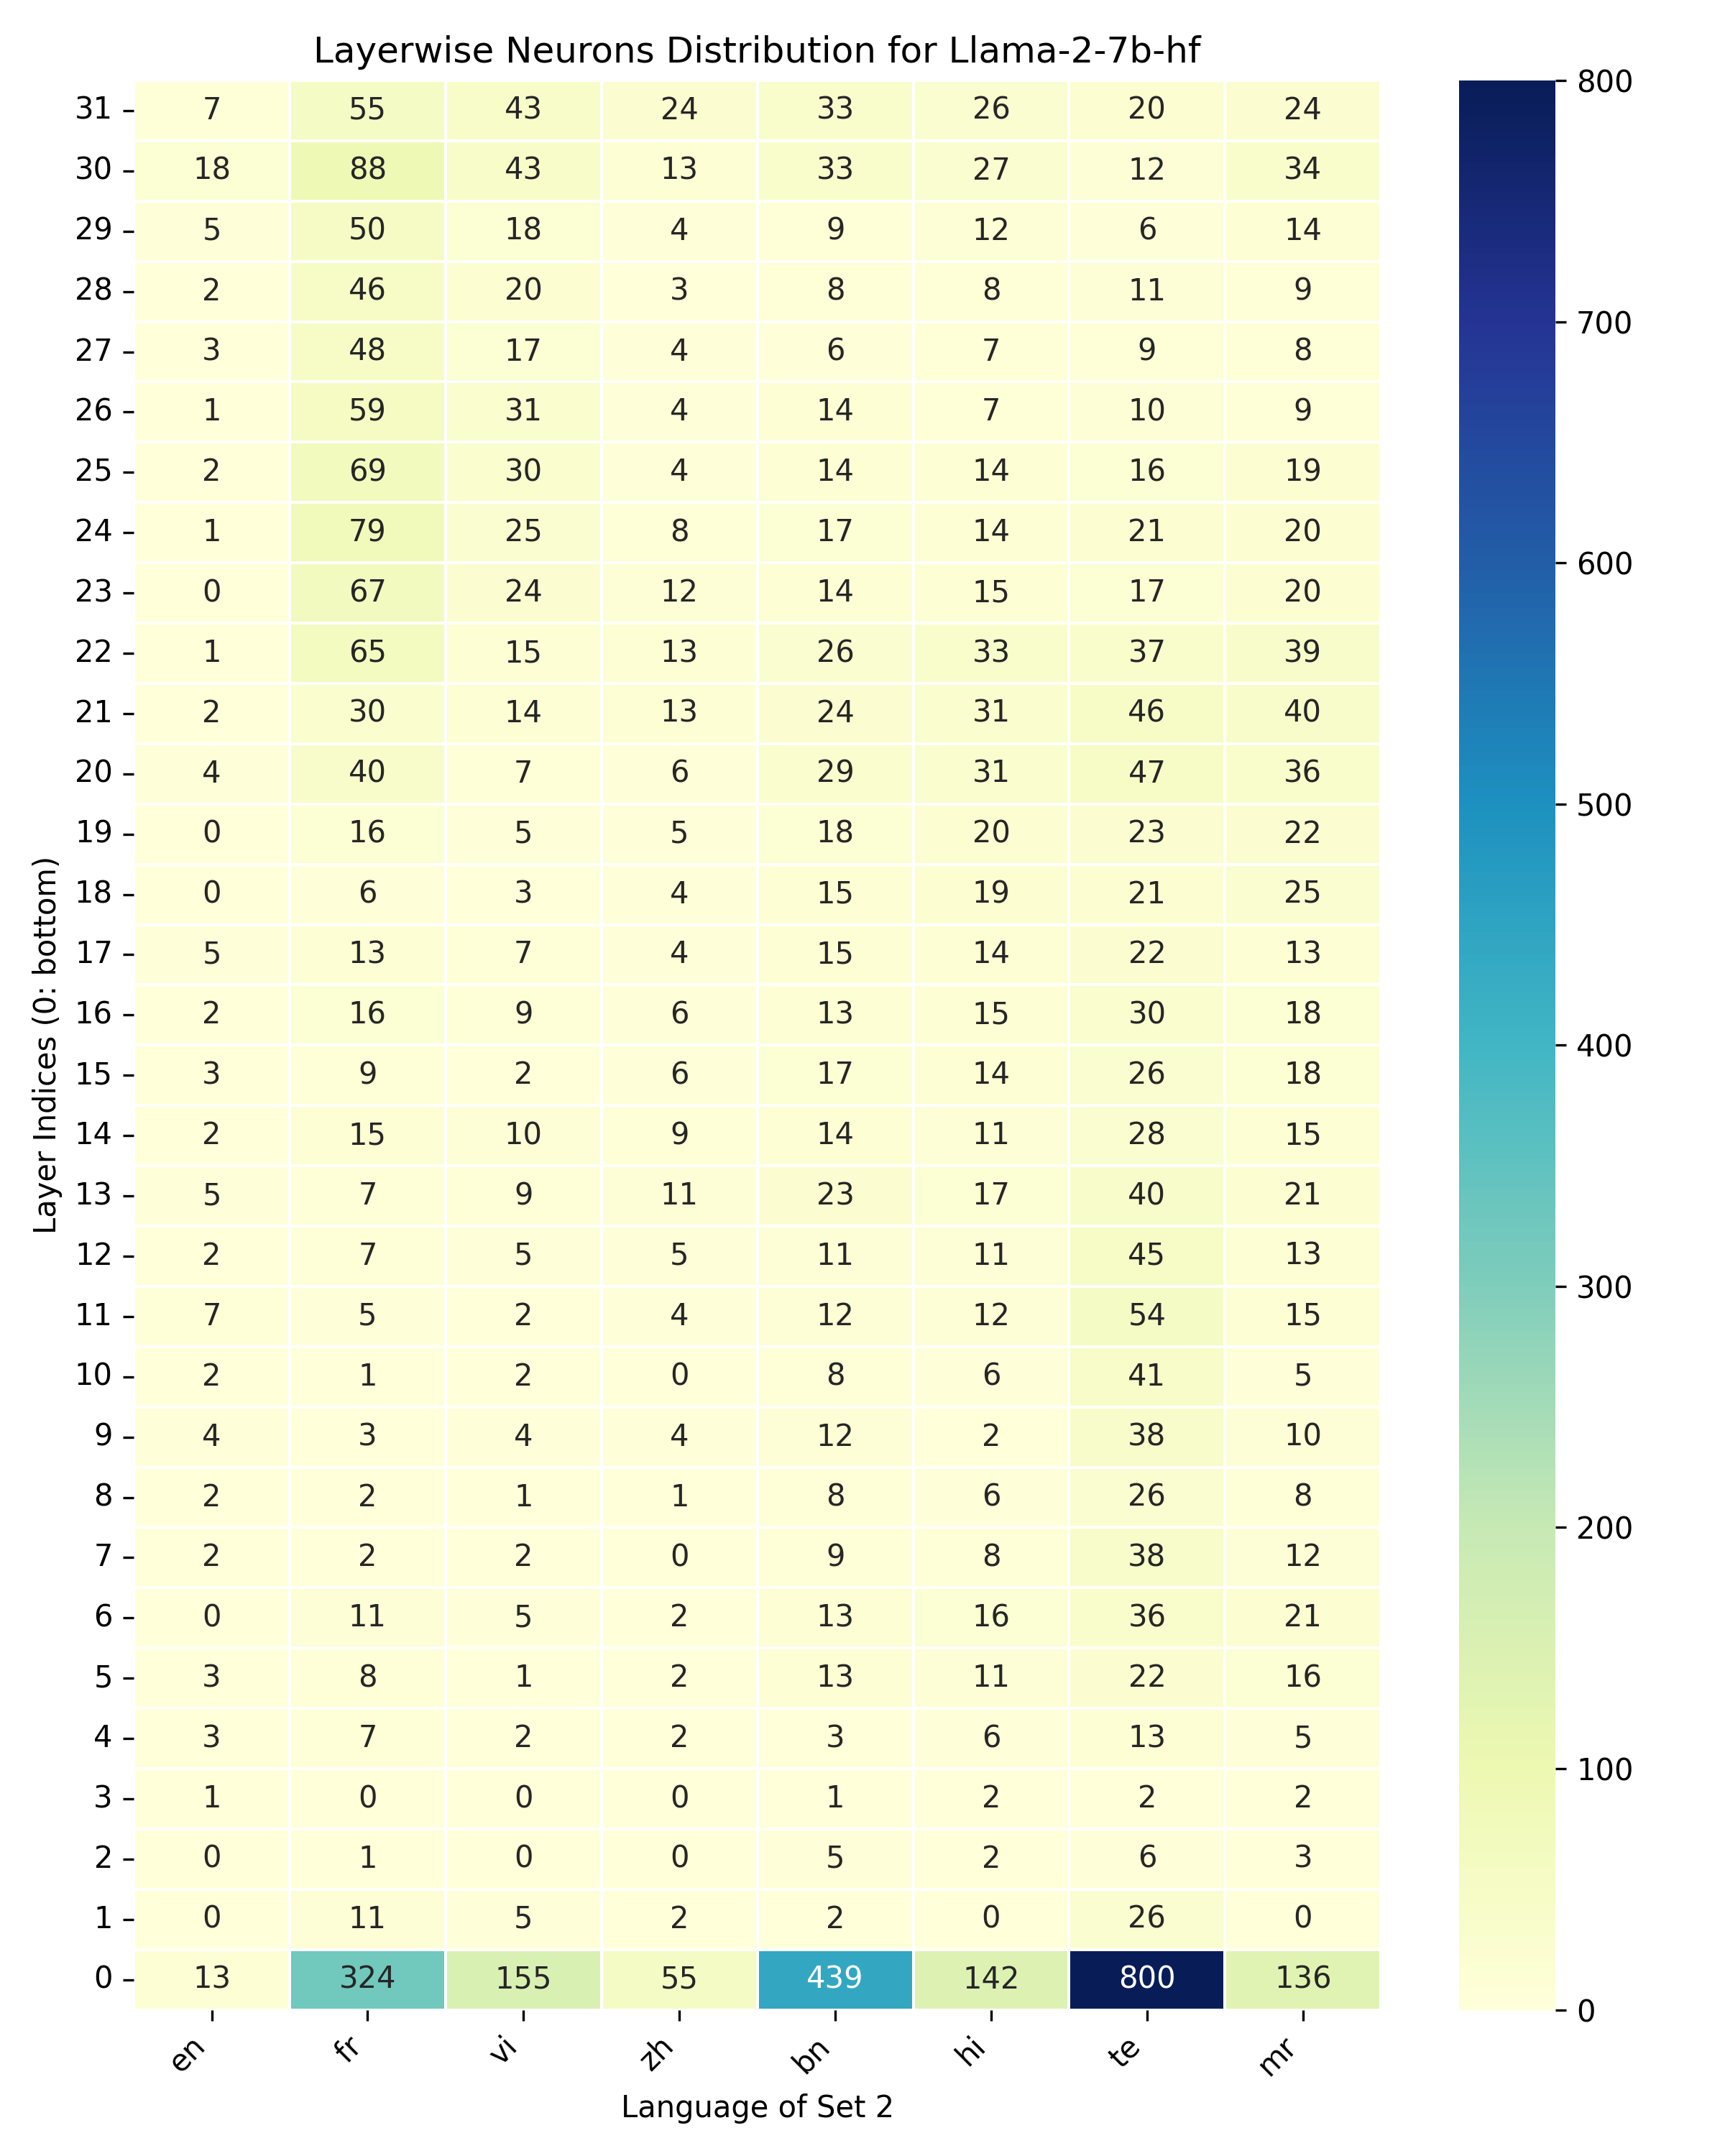 Layerwise Neurons Distribution for Llama-2-7b-hf
31 7 55 43 24 33 26 20 24
30 18 88 43 13 33 27 12 34
29 5 50 18 4 9 12 6 14
28 2 46 20 3 8 8 11 9
27 3 48 17 4 6 7 9 8
26 1 59 31 4 14 7 10 9
25 2 69 30 4 14 14 16 19
24 1 79 25 8 17 14 21 20
23 0 67 24 12 14 15 17 20
22 1 65 15 13 26 33 37 39
21 2 30 14 13 24 31 46 40
20 4 40 7 6 29 31 47 36
19 0 16 5 5 18 20 23 22
18 0 6 3 4 15 19 21 25
17 5 13 7 4 15 14 22 13
16 2 16 9 6 13 15 30 18
15 3 9 2 6 17 14 26 18
14 2 15 10 9 14 11 28 15
13 5 7 9 11 23 17 40 21
12 2 7 5 5 11 11 45 13
11 7 5 2 4 12 12 54 15
10 2 1 2 0 8 6 41 5
9 4 3 4 4 12 2 38 10
8 2 2 1 1 8 6 26 8
7 2 2 2 0 9 8 38 12
6 0 11 5 2 13 16 36 21
5 3 8 1 2 13 11 22 16
4 3 7 2 2 3 6 13 5
3 1 0 0 0 1 2 2 2
2 0 1 0 0 5 2 6 3
1 0 11 5 2 2 0 26 0
0 13 324 155 55 439 142 800 136
en fr vi zh bn hi te mr
Language of Set 2
Layer Indices (0: bottom)
800
700
600
500
400
300
200
100
0